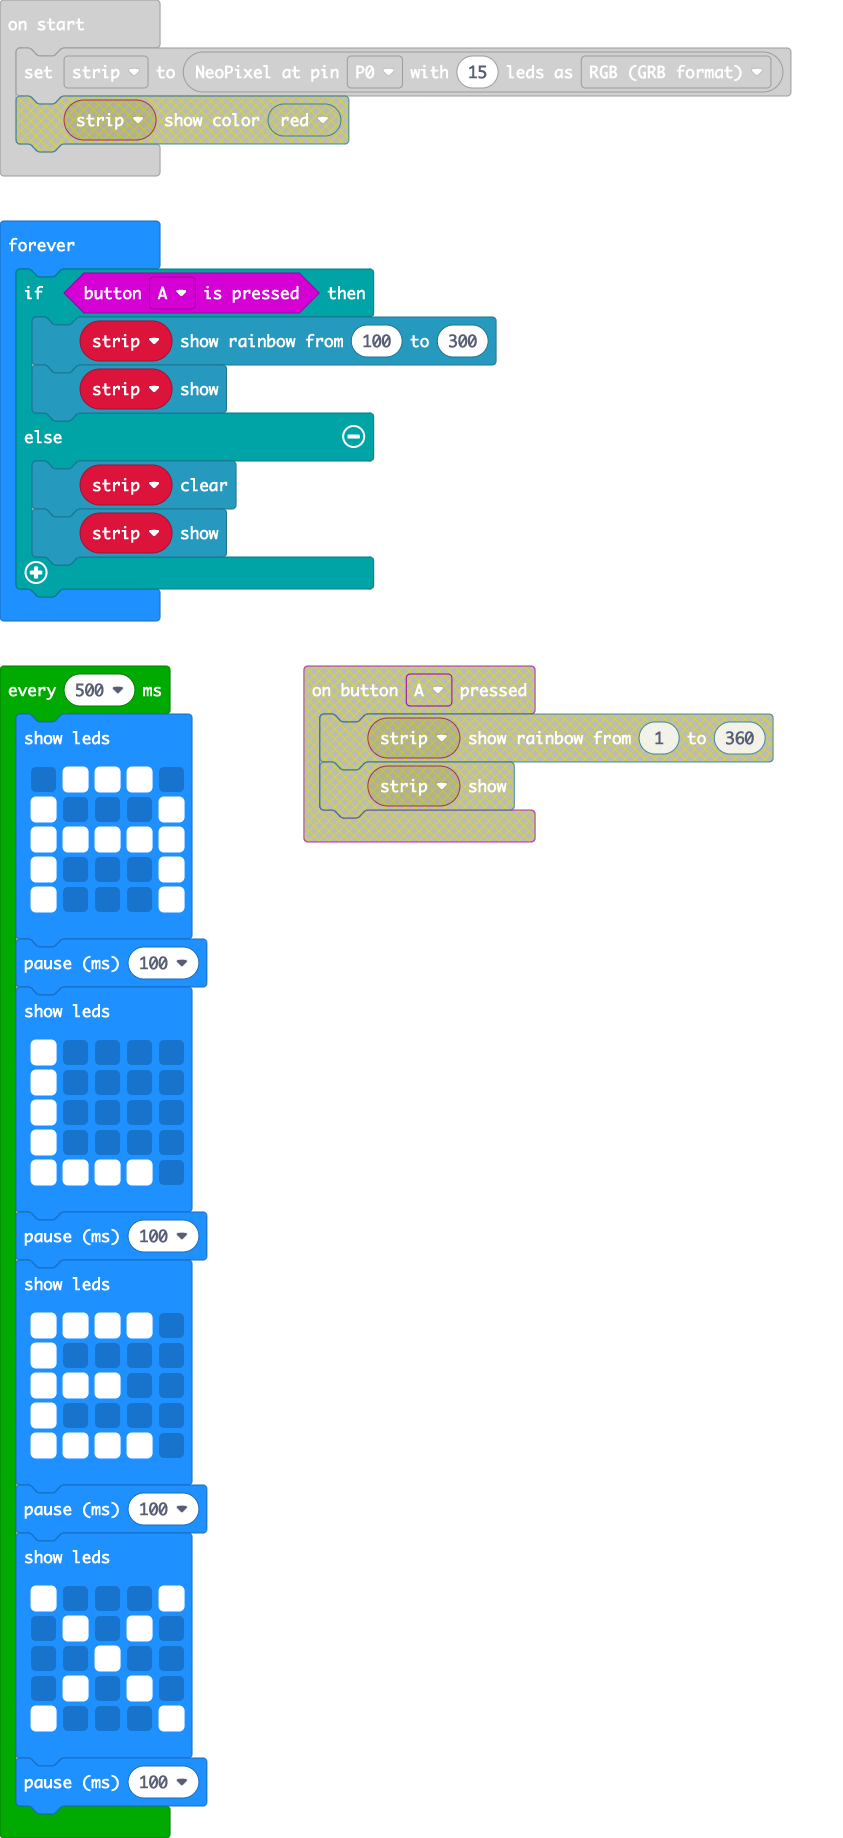 on start
set strip to NeoPixel at pin P0 with 15 leds as RGB (GRB format)
strip show color red
forever
if button A is pressed then
strip show rainbow from 100 to 300
strip show
else
strip clear
strip show
every 500 ms
show leds
pause (ms) 100
show leds
pause (ms) 100
show leds
pause (ms) 100
show leds
pause (ms) 100
on button A pressed
strip show rainbow from 1 to 360
strip show